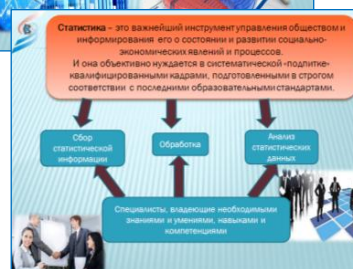 Статистика – это важнейший инструмент управления обществом и
информирования его о состоянии и развитии социально-
экономических явлений и процессов.
И она объективно нуждается в систематической «подпитке»
квалифицированными кадрами, подготовленными в строгом
соответствии с последними образовательными стандартами.
Сбор
статистической
информации
Обработка
Анализ
статистических
данных
Специалисты, владеющие необходимыми
знаниями и умениями, навыками и
компетенциями